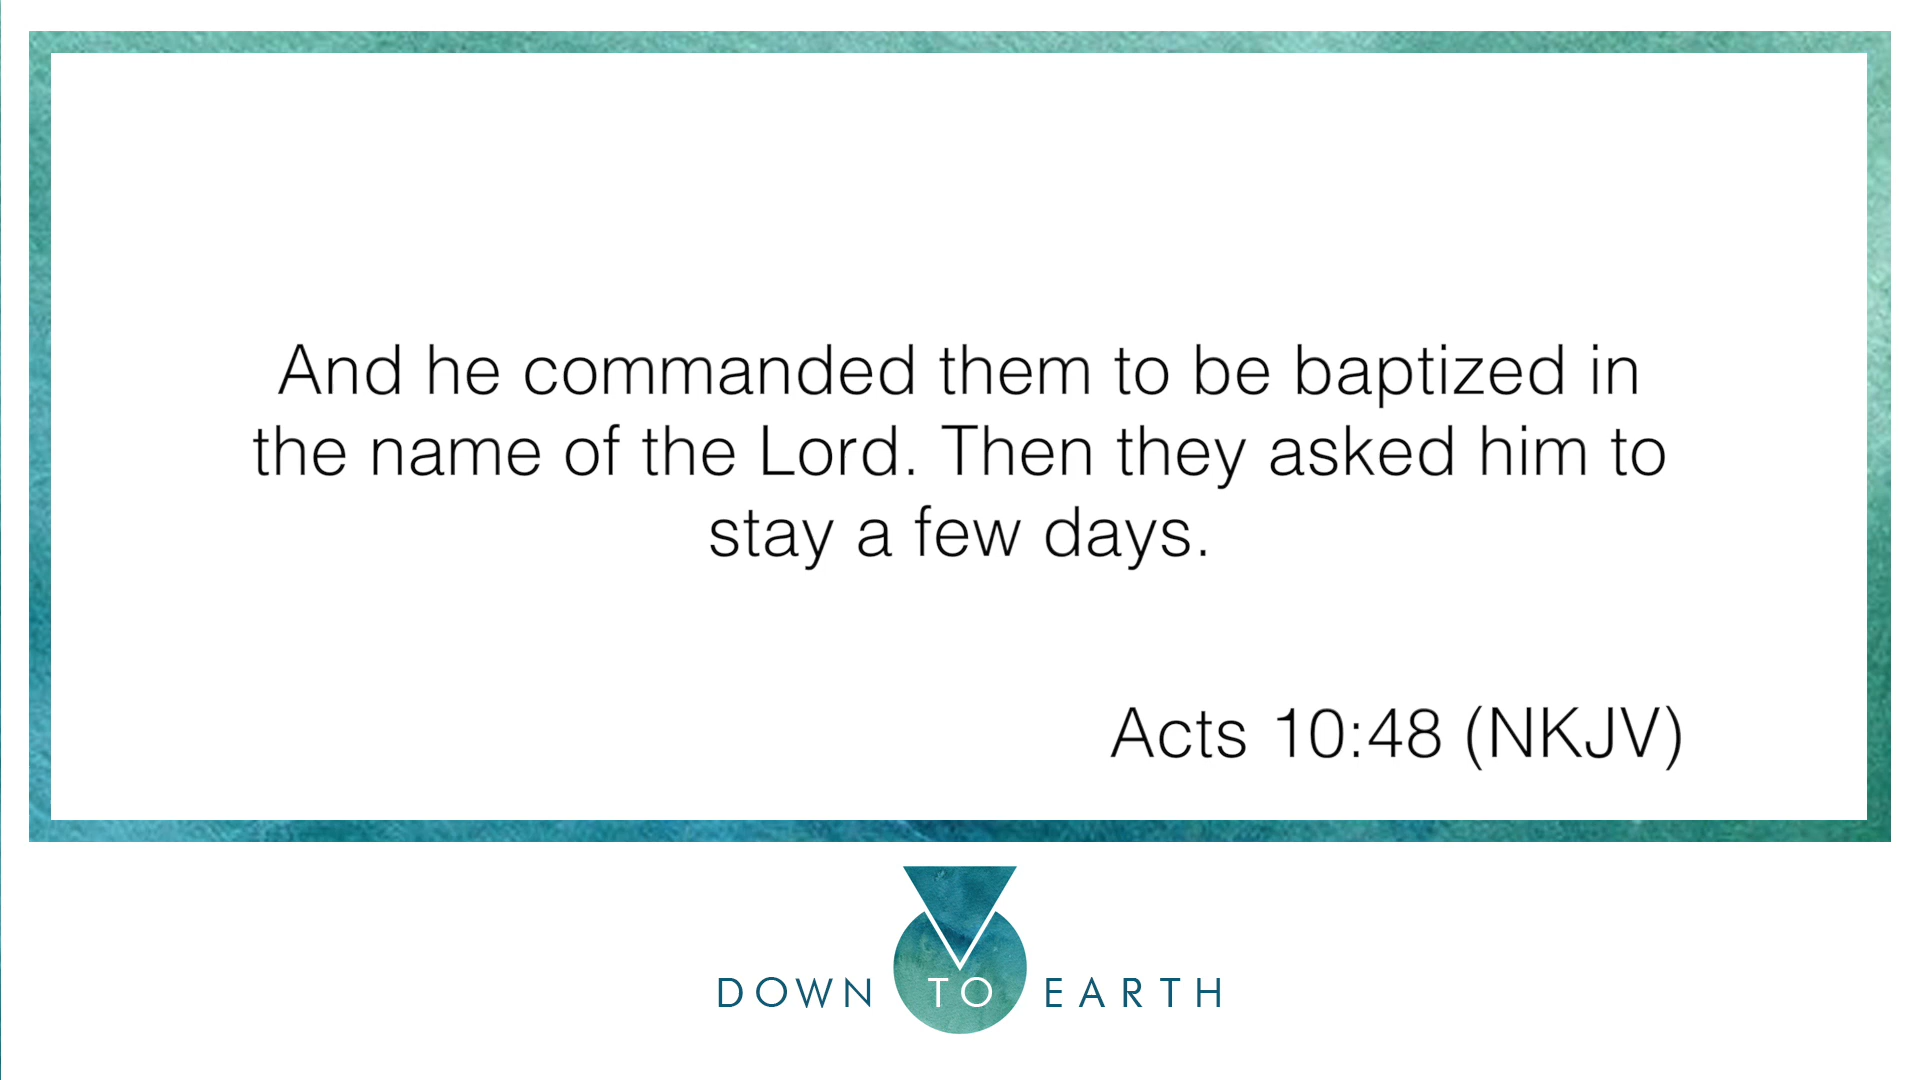 And he commanded them to be baptized in
the name of the Lord. Then they asked him to
stay a few days.
Acts 10:48 (NKJV)
DOWN TO EARTH